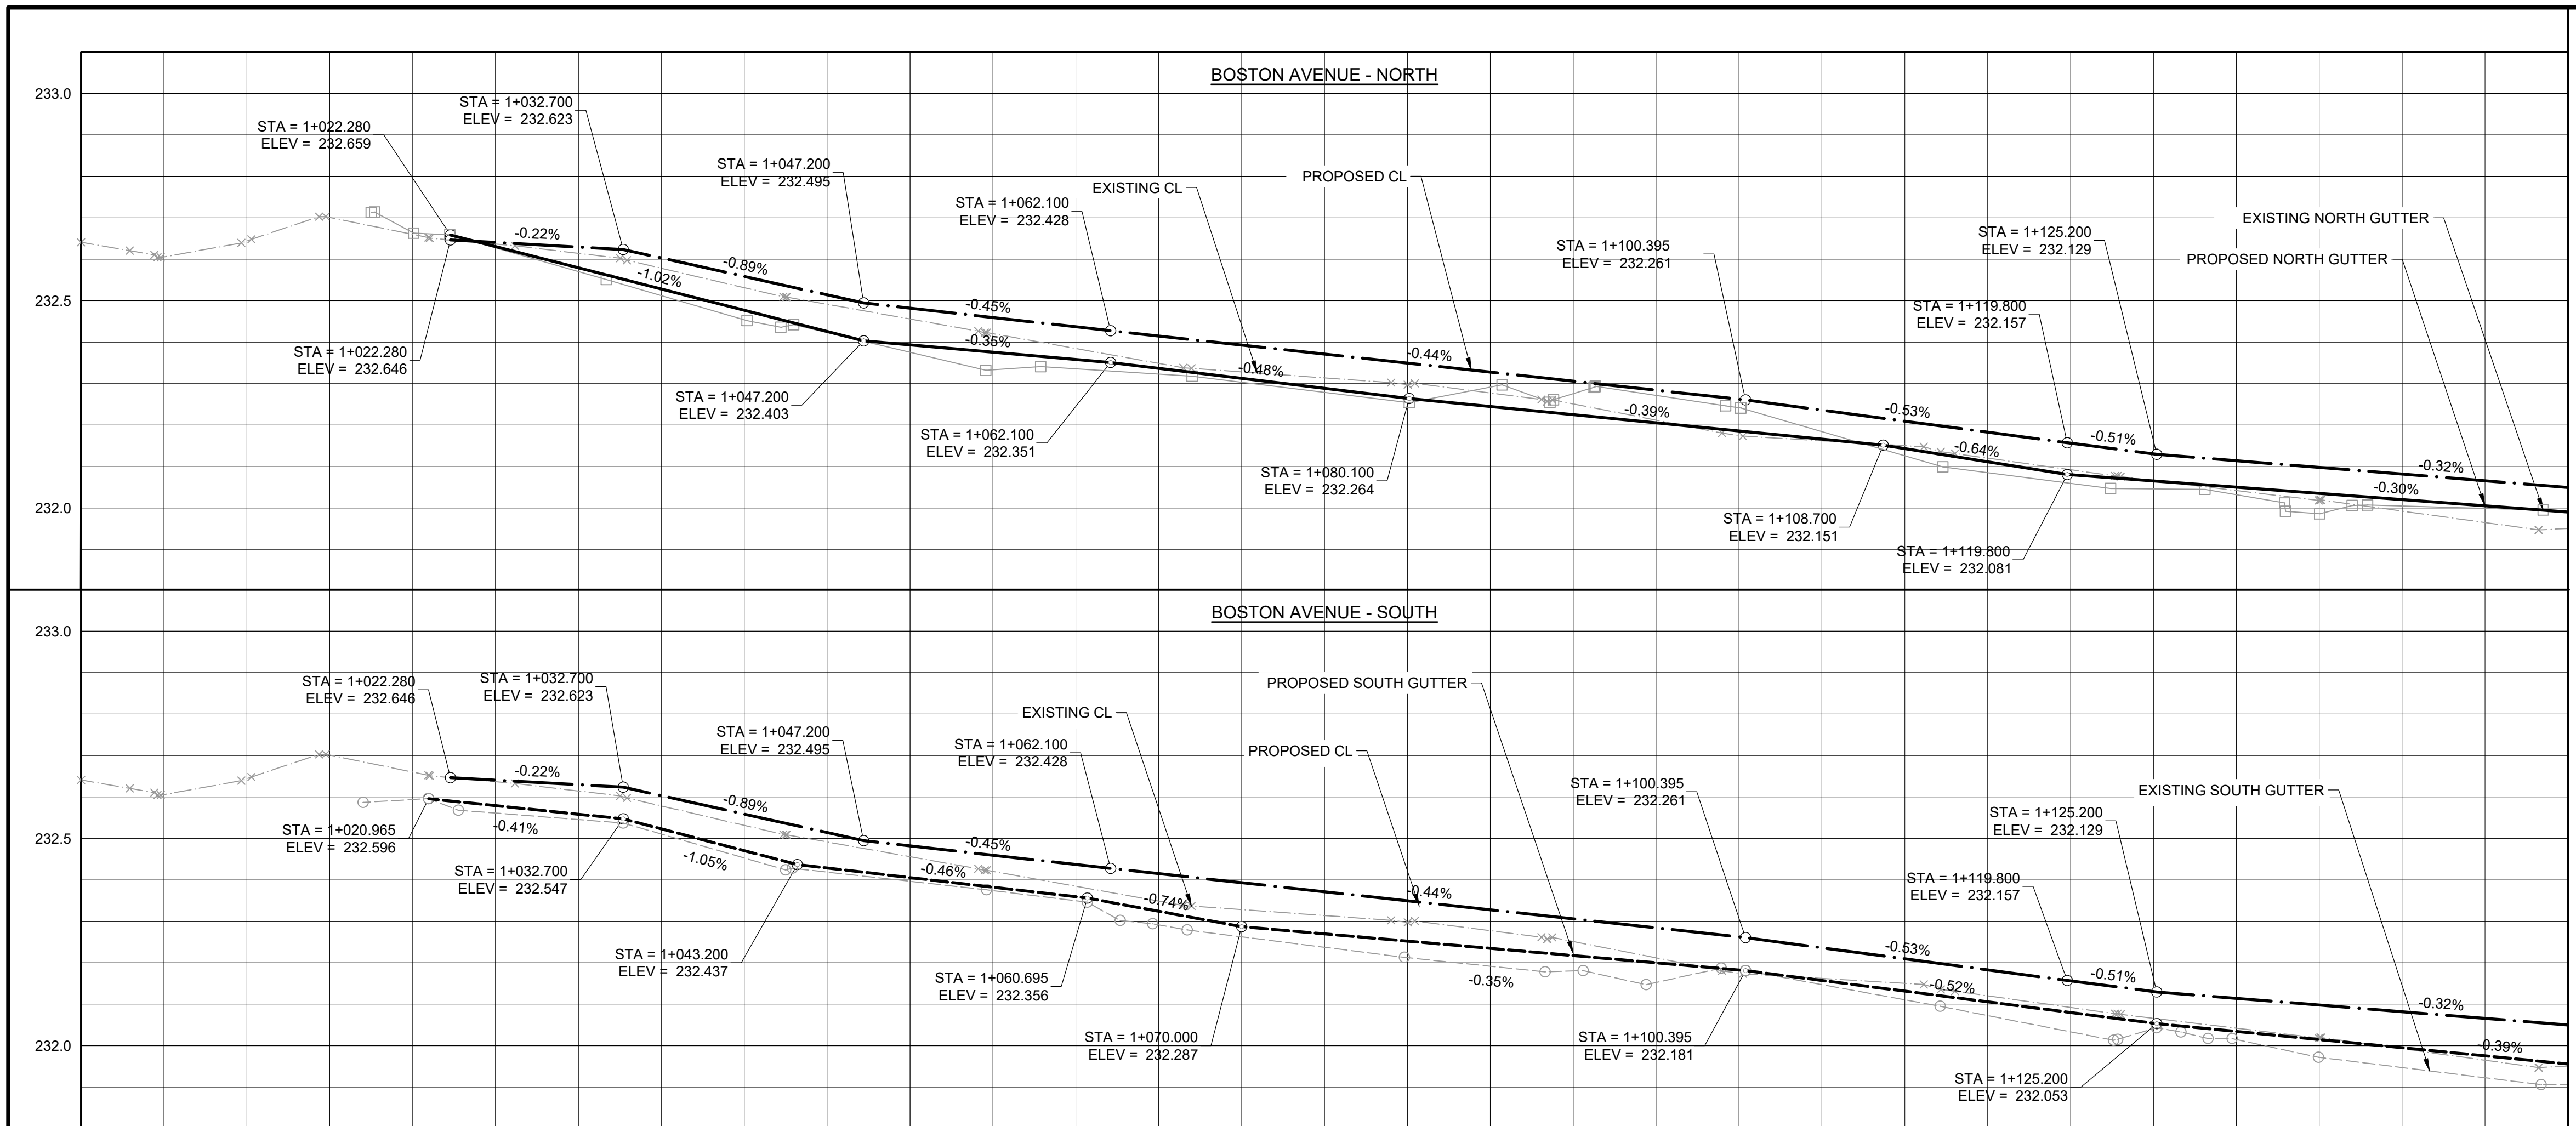 BOSTON AVENUE - NORTH
233.0
STA = 1+032.700
ELEV = 232.623
STA = 1+022.280
ELEV = 232.659
STA = 1+047.200
ELEV = 232.495
EXISTING CL
PROPOSED CL
STA = 1+062.100
ELEV = 232.428
EXISTING NORTH GUTTER
STA = 1+125.200
ELEV = 232.129
STA = 1+100.395
ELEV = 232.261
PROPOSED NORTH GUTTER
-0.22%
-0.89%
-1.02%
232.5
-0.45%
STA = 1+119.800
ELEV = 232.157
-0.35%
-0.44%
STA = 1+022.280
ELEV = 232.646
-0.48%
STA = 1+047.200
ELEV = 232.403
-0.39%
-0.53%
STA = 1+062.100
ELEV = 232.351
-0.51%
-0.64%
-0.32%
STA = 1+080.100
ELEV = 232.264
-0.30%
232.0
STA = 1+108.700
ELEV = 232.151
STA = 1+119.800
ELEV = 232.081
BOSTON AVENUE - SOUTH
233.0
STA = 1+022.280
ELEV = 232.646
STA = 1+032.700
ELEV = 232.623
PROPOSED SOUTH GUTTER
EXISTING CL
STA = 1+047.200
ELEV = 232.495
STA = 1+062.100
ELEV = 232.428
PROPOSED CL
-0.22%
STA = 1+100.395
ELEV = 232.261
EXISTING SOUTH GUTTER
-0.89%
STA = 1+125.200
ELEV = 232.129
-0.41%
STA = 1+020.965
ELEV = 232.596
232.5
-0.45%
-1.05%
STA = 1+032.700
ELEV = 232.547
-0.46%
STA = 1+119.800
ELEV = 232.157
-0.44%
-0.74%
-0.53%
STA = 1+043.200
ELEV = 232.437
STA = 1+060.695
ELEV = 232.356
-0.35%
-0.51%
-0.52%
-0.32%
STA = 1+070.000
ELEV = 232.287
STA = 1+100.395
ELEV = 232.181
232.0
-0.39%
STA = 1+125.200
ELEV = 232.053